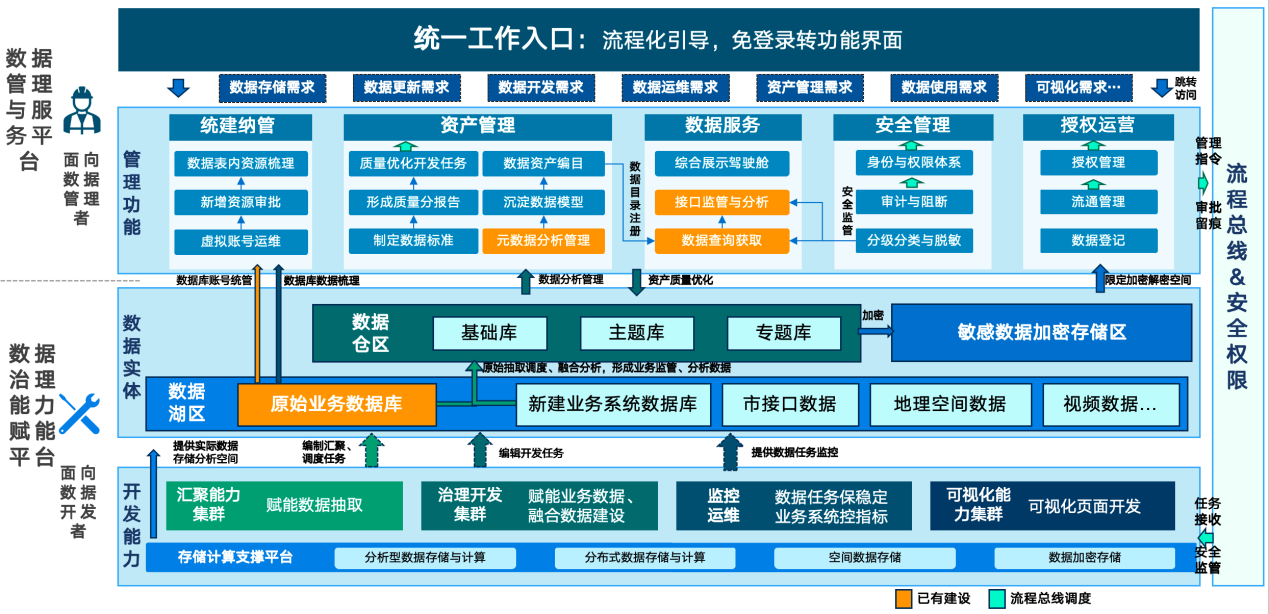 统一工作入口：流程化引导，免登录转功能界面
数据存储需求
数据更新需求
数据开发需求
数据运维需求
资产管理需求
数据使用需求
可视化需求…
跳转
访问
数据
管理
与服
务平
台
面向
数据
管理
者
管理功能
统建纳管
数据表内资源梳理
新增资源审批
虚拟账号运维
资产管理
质量优化开发任务
形成质量分报告
制定数据标准
数据资产编目
沉淀数据模型
元数据分析管理
数据目录注册
数据服务
综合展示驾驶舱
接口监管与分析
数据查询获取
安全监管
安全管理
身份与权限体系
审计与阻断
分级分类与脱敏
授权运营
授权管理
流通管理
数据登记
管理
指令
审批
留痕
流程总线&安全权限
数据库账号统管
数据库数据梳理
数据分析管理
资产质量优化
限定加密解密空间
数据
治理
能力
赋能
平台
面向
数据
开发
者
数据实体
数据
仓区
基础库
主题库
专题库
加密
敏感数据加密存储区
原始抽取调度、融合分析，形成业务监管、分析数据
数据
湖区
原始业务数据库
新建业务系统数据库
市接口数据
地理空间数据
视频数据…
提供实际数据
存储分析空间
编制汇聚、
调度任务
编辑开发任务
提供数据任务监控
开发能力
汇聚能力
集群
赋能数据抽取
治理开发
集群
赋能业务数据、
融合数据建设
监控
运维
数据任务保稳定
业务系统控指标
可视化能
力集群
可视化页面开发
任务
接收
安全
监管
存储计算支撑平台
分析型数据存储与计算
分布式数据存储与计算
空间数据存储
数据加密存储
已有建设
流程总线调度